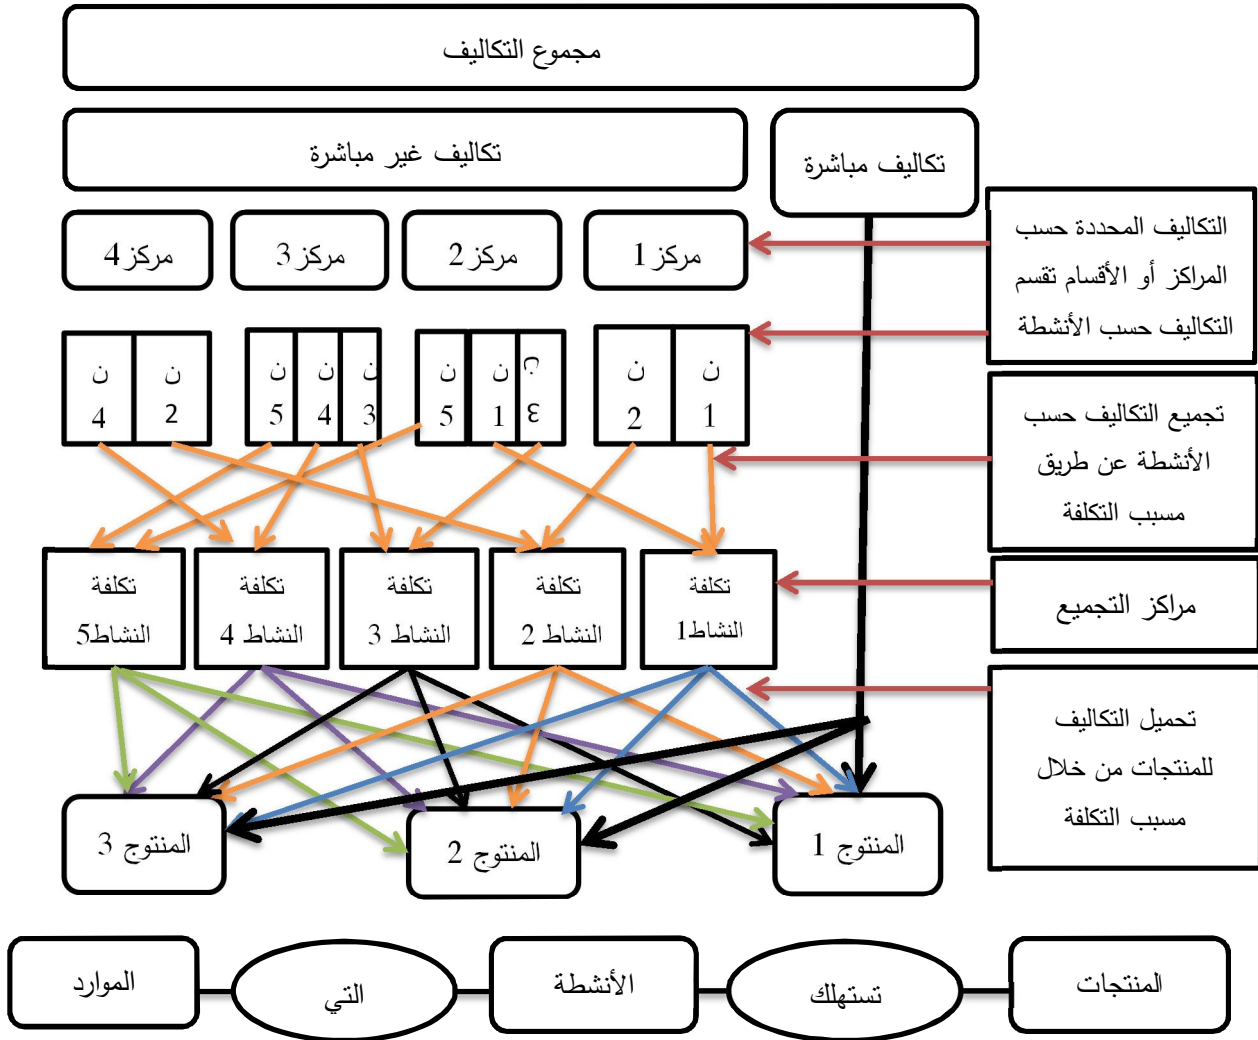 مجموع التكاليف
تكاليف مباشرة
تكاليف غير مباشرة
مركز 1
مركز 2
مركز 3
مركز 4
التكاليف المحددة حسب
المراكز أو الأقسام تقسم
التكاليف حسب الأنشطة
ن
1
ن
2
ن
1
ن
5
ن
3
ن
4
ن
5
ن
2
ن
4
تجميع التكاليف حسب
الأنشطة عن طريق
مسبب التكلفة
تكلفة
النشاط1
تكلفة
النشاط 2
تكلفة
النشاط 3
تكلفة
النشاط 4
تكلفة
النشاط5
مراكز التجميع
تحميل التكاليف
للمنتجات من خلال
مسبب التكلفة
المنتوج 1
المنتوج 2
المنتوج 3
المنتجات
تستهلك
الأنشطة
التي
الموارد